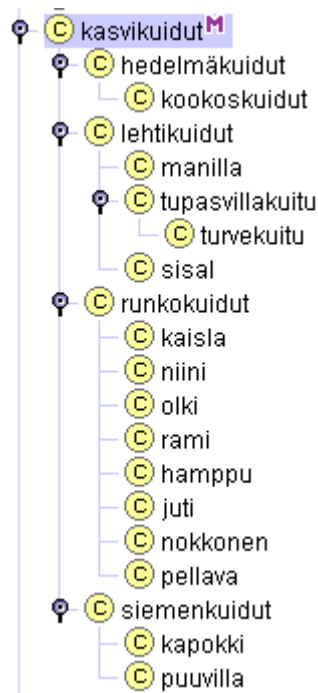 C kasvikuidut M
C hedelmäkuidut
C kookoskuidut
C lehtikuidut
C manilla
C tupasvillakuitu
C turvekuitu
C sisal
C runkokuidut
C kaisla
C niini
C olki
C rami
C hamppu
C juti
C nokkonen
C pellava
C siemenkuidut
C kapokki
C puuvilla